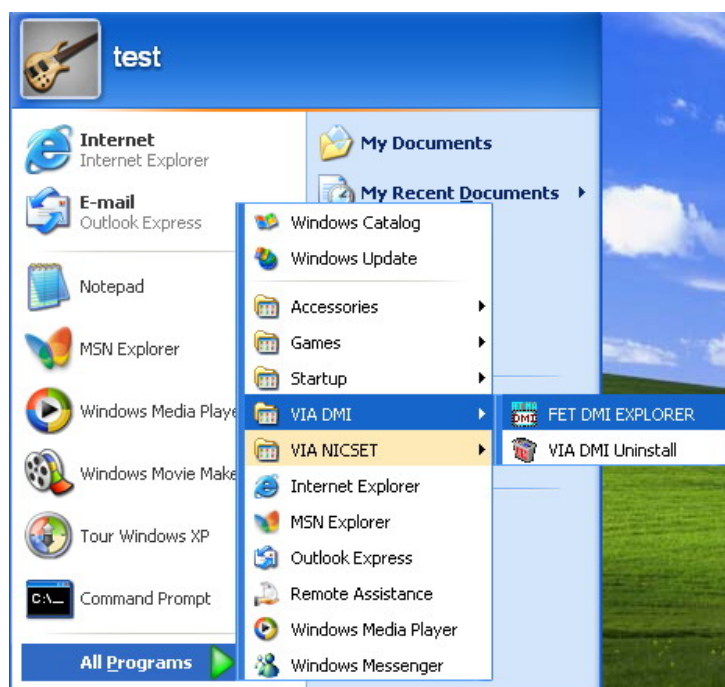 test
Internet
Internet Explorer
E-mail
Outlook Express
Notepad
MSN Explorer
Windows Media Playe
Windows Movie Make
Tour Windows XP
C:\_
Command Prompt
All Programs
My Documents
My Recent Documents
Windows Catalog
Windows Update
Accessories
Games
Startup
VIA DMI
VIA NICSET
Internet Explorer
MSN Explorer
Outlook Express
Remote Assistance
Windows Media Player
Windows Messenger
DMI
FET DMI EXPLORER
VIA DMI Uninstall